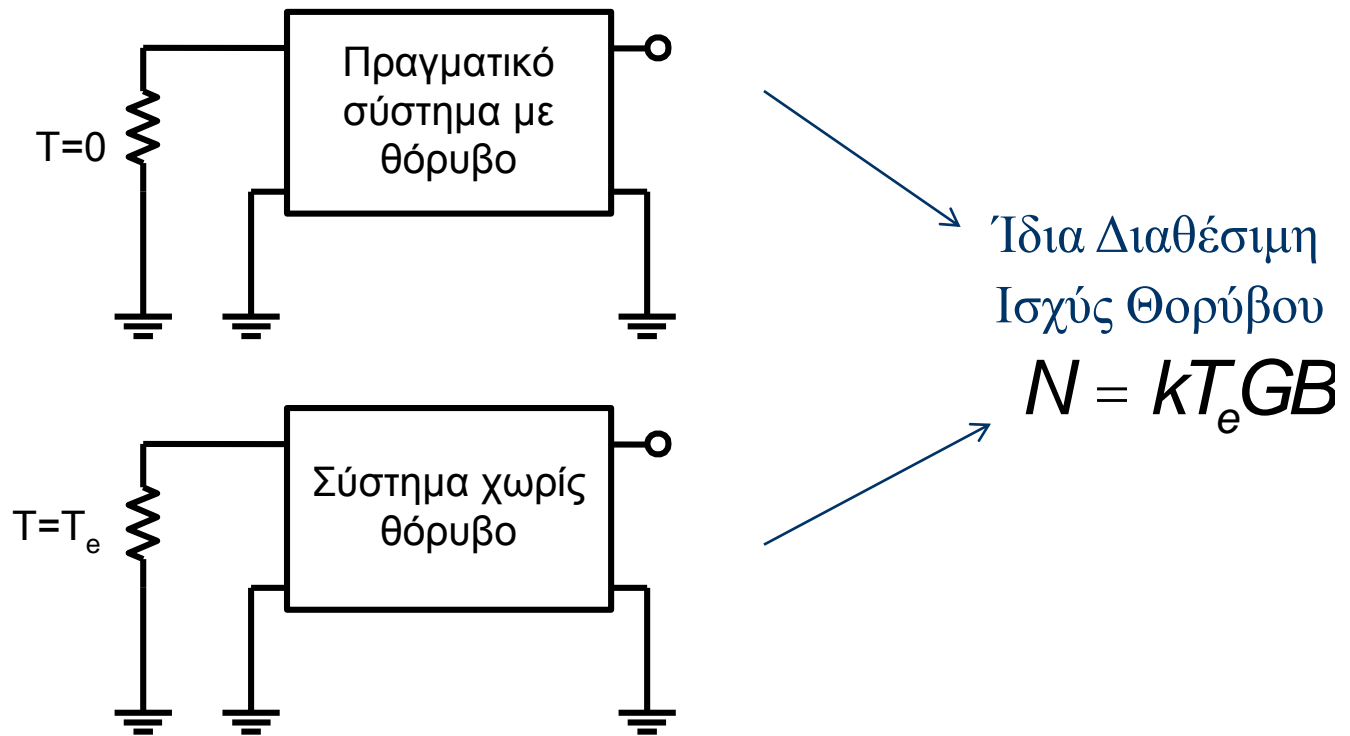 Πραγματικό
σύστημα με
θόρυβο
T=0
Ίδια Διαθέσιμη
Ισχύς Θορύβου
N = kTₑGB
Σύστημα χωρίς
θόρυβο
T=Tₑ